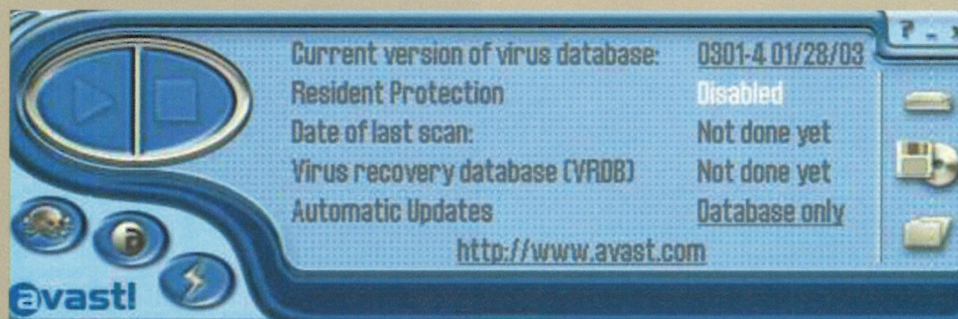 ? - x
Current version of virus database: 0301-4 01/28/03
Resident Protection Disabled
Date of last scan: Not done yet
Virus recovery database (VRDB) Not done yet
Automatic Updates Database only
http://www.avast.com
a
avast!